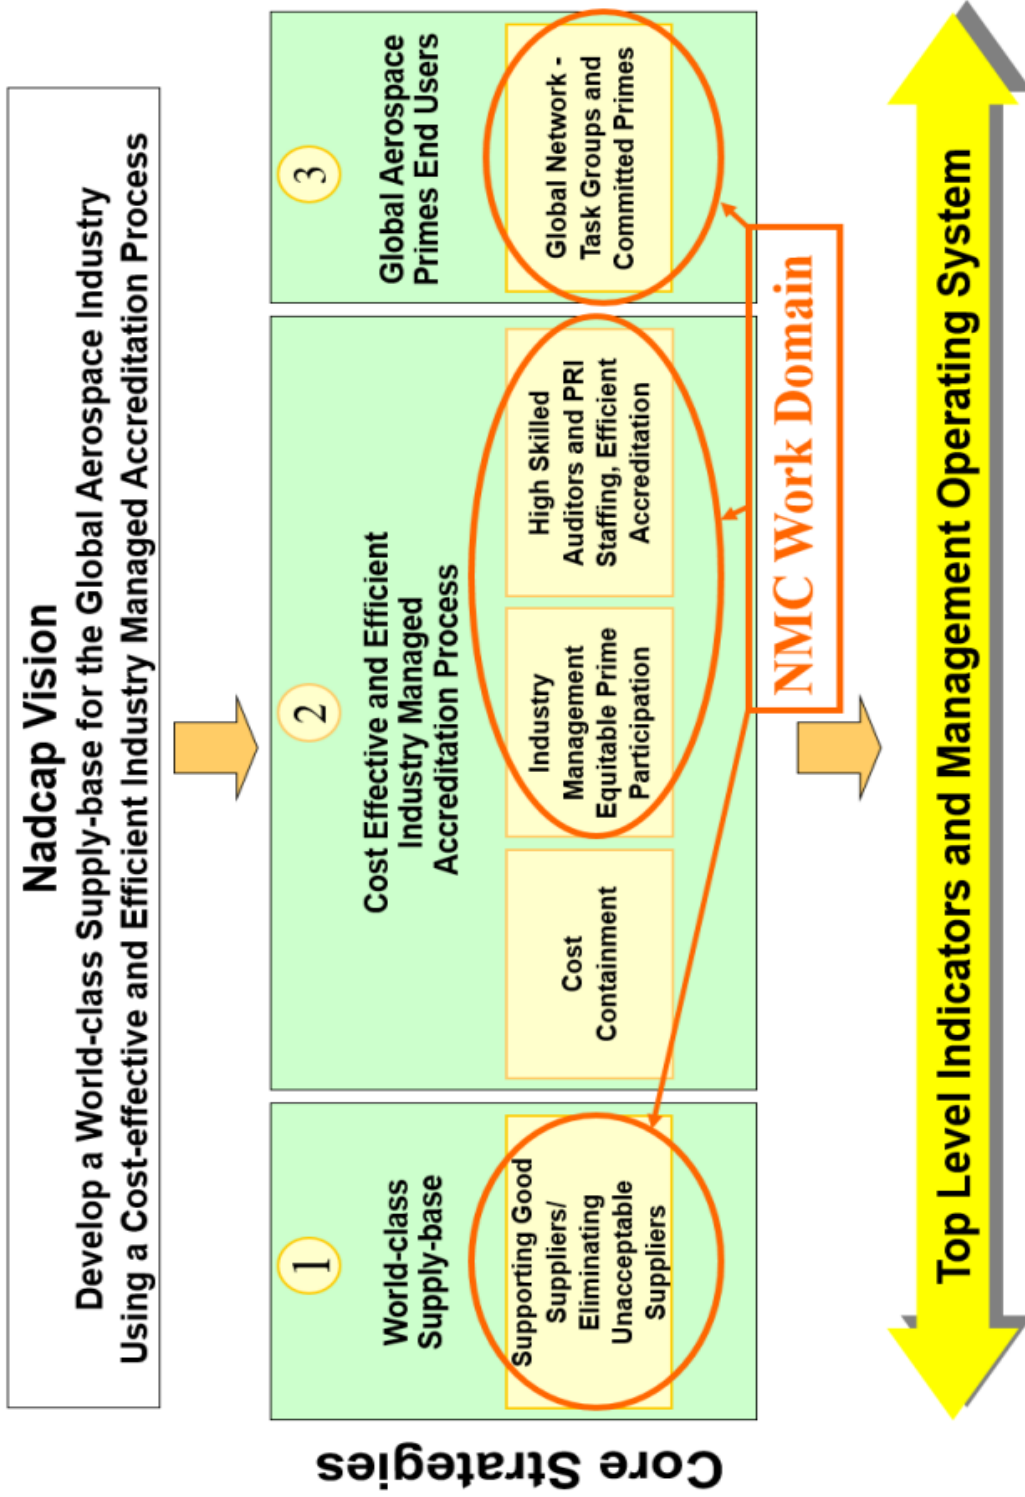 Nadcap Vision
Develop a World-class Supply-base for the Global Aerospace Industry
Using a Cost-effective and Efficient Industry Managed Accreditation Process
Core Strategies
1
World-class
Supply-base
Supporting Good
Suppliers/
Eliminating
Unacceptable
Suppliers
2
Cost Effective and Efficient
Industry Managed
Accreditation Process
Cost
Containment
Industry
Management
Equitable Prime
Participation
High Skilled
Auditors and PRI
Staffing, Efficient
Accreditation
3
Global Aerospace
Primes End Users
Global Network -
Task Groups and
Committed Primes
NMC Work Domain
Top Level Indicators and Management Operating System